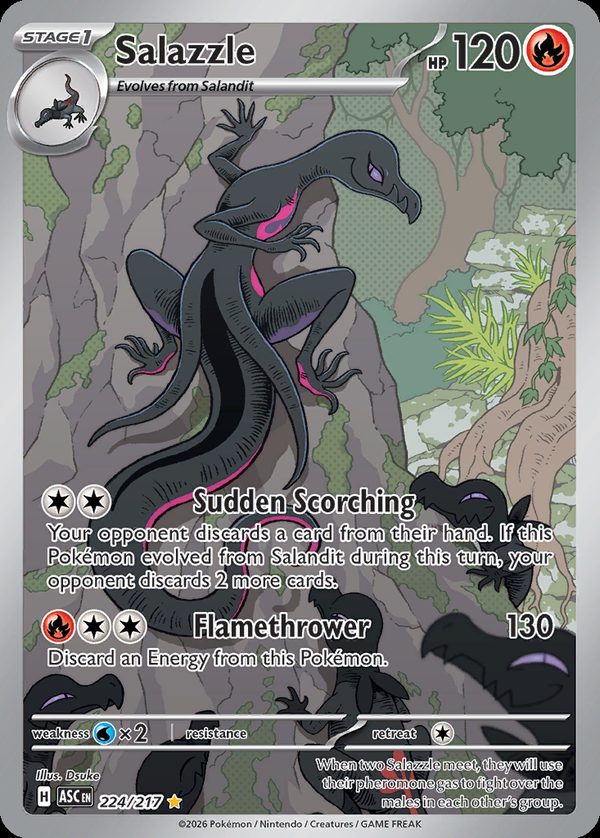 STAGE 1
Salazzle
HP 120
Evolves from Salandit
Sudden Scorching
Your opponent discards a card from their hand. If this
Pokémon evolved from Salandit during this turn, your
opponent discards 2 more cards.
Flamethrower 130
Discard an Energy from this Pokémon.
weakness ×2 resistance retreat
Illus. Dsuke
H ASC EN 224/217
When two Salazzle meet, they will use
their pheromone gas to fight over the
males in each other's group.
©2026 Pokémon / Nintendo / Creatures / GAME FREAK